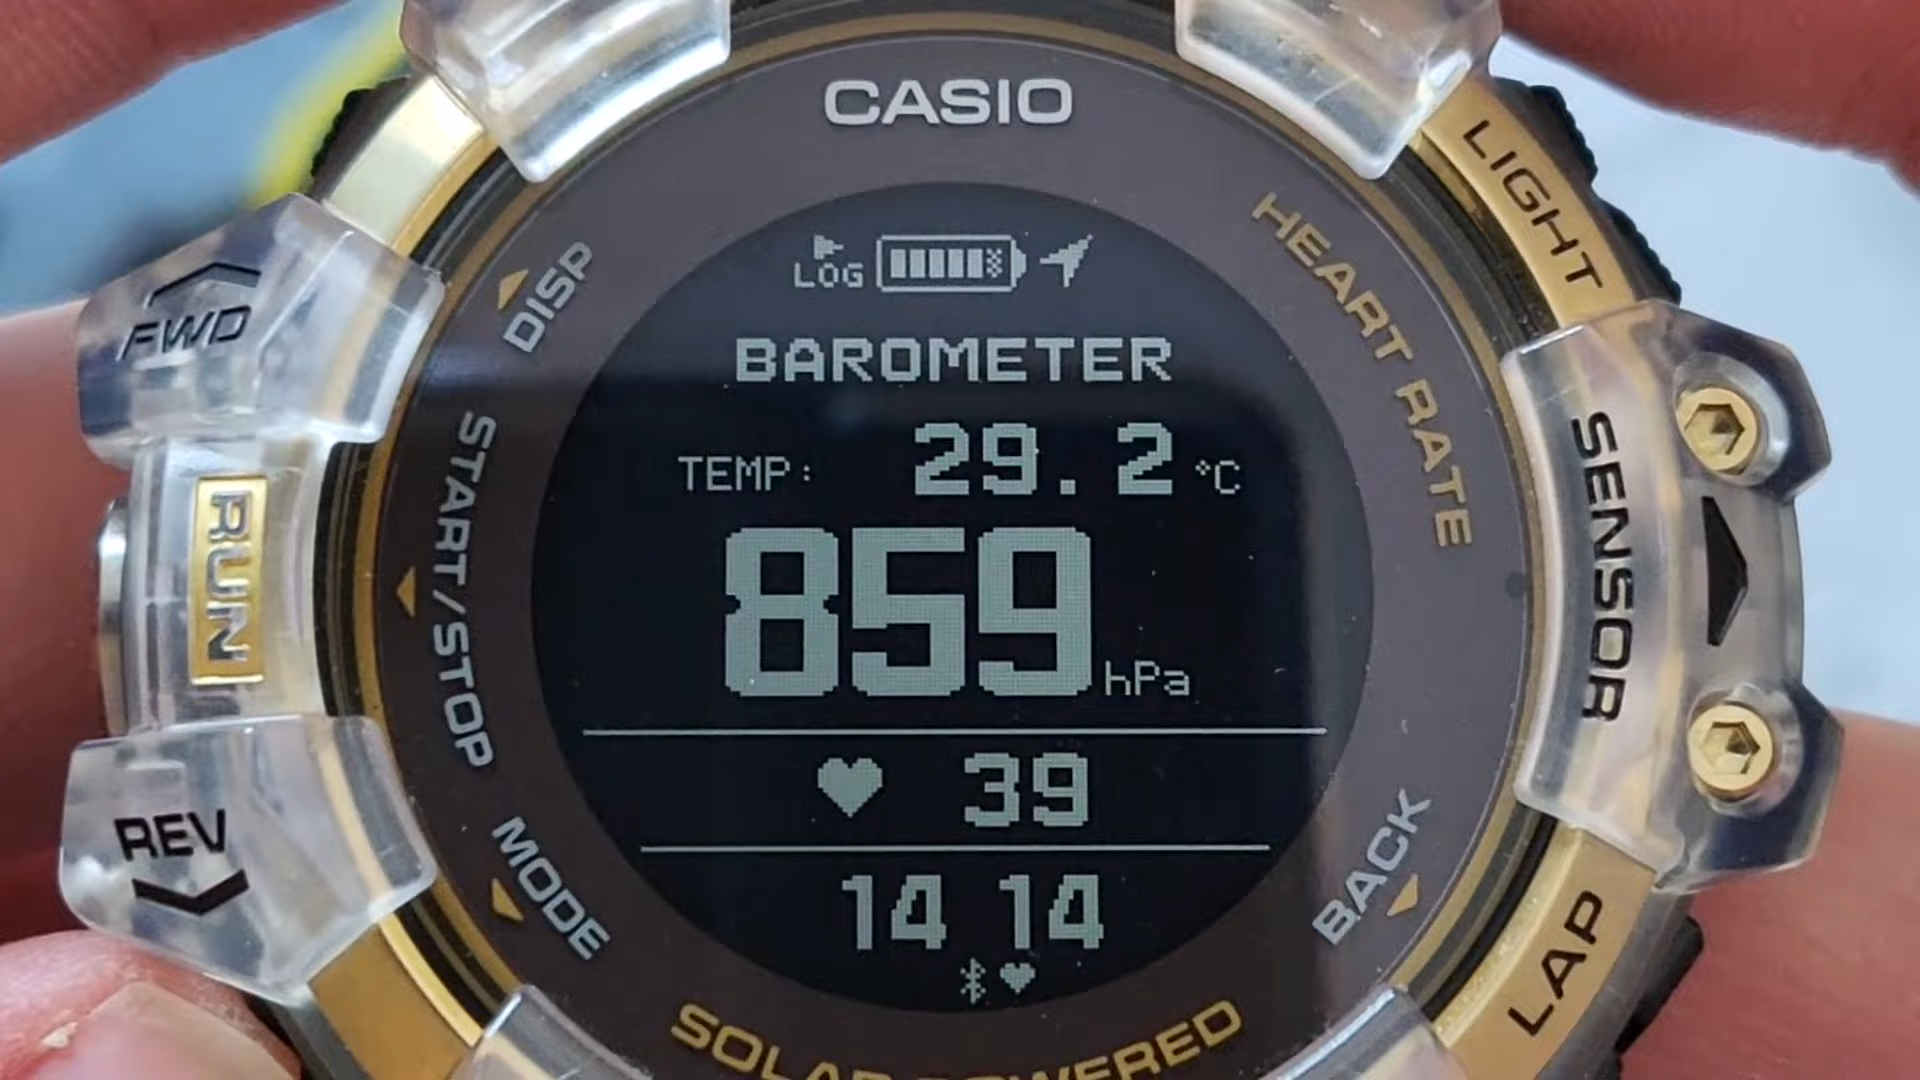 CASIO
LIGHT
HEART RATE
DISP
FWD
LOG
BAROMETER
TEMP: 29.2 °C
START/STOP
SENSOR
RUN
859 hPa
39
REV
MODE
BACK
14 14
LAP
SOLAR POWERED